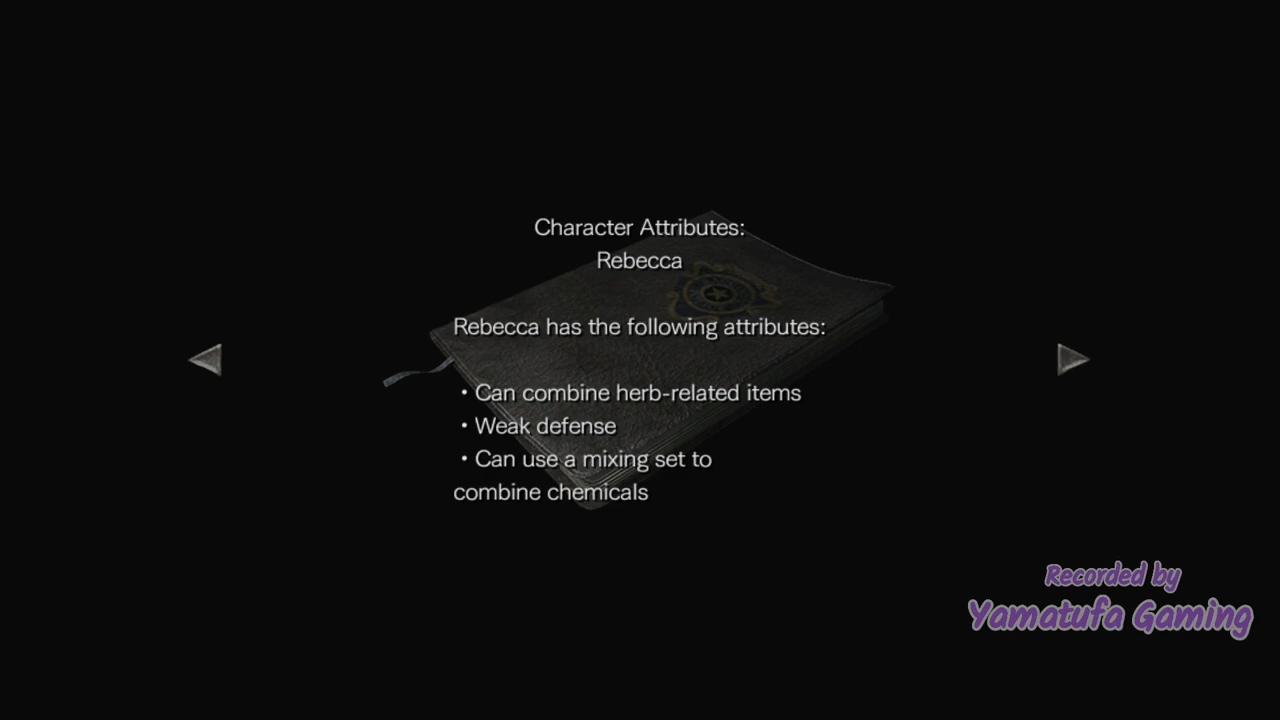 Character Attributes:
Rebecca
Rebecca has the following attributes:
・Can combine herb-related items
・Weak defense
・Can use a mixing set to
combine chemicals
Recorded by
Yamatufa Gaming